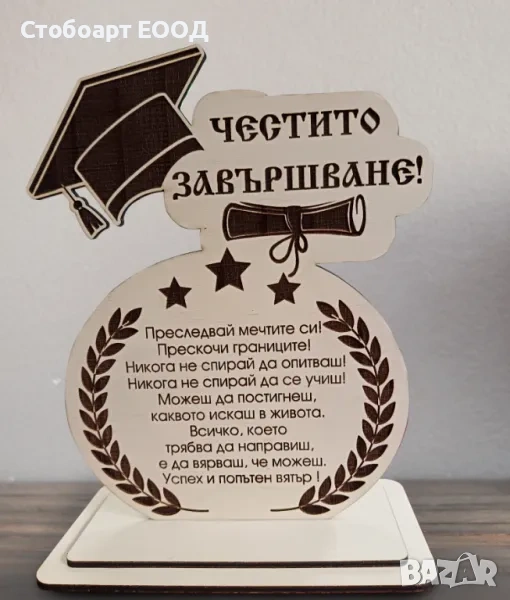 Стобоарт ЕООД
ЧЕСТИТО
ЗАВЪРШВАНЕ!
Преследвай мечтите си!
Прескочи границите!
Никога не спирай да опитваш!
Никога не спирай да се учиш!
Можеш да постигнеш,
каквото искаш в живота.
Всичко, което
трябва да направиш,
е да вярваш, че можеш.
Успех и попътен вятър !
BAZAR